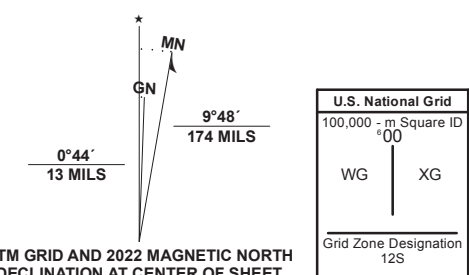 ★
MN
GN
9°48´
174 MILS
0°44´
13 MILS
TM GRID AND 2022 MAGNETIC NORTH
DECLINATION AT CENTER OF SHEET
U.S. National Grid
100,000 - m Square ID
⁶00
WG XG
Grid Zone Designation
12S